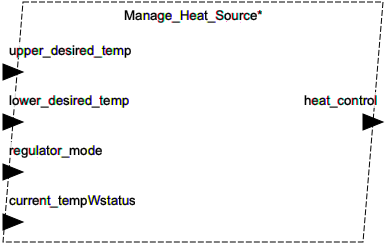 Manage_Heat_Source*
upper_desired_temp
lower_desired_temp
heat_control
regulator_mode
current_tempWstatus